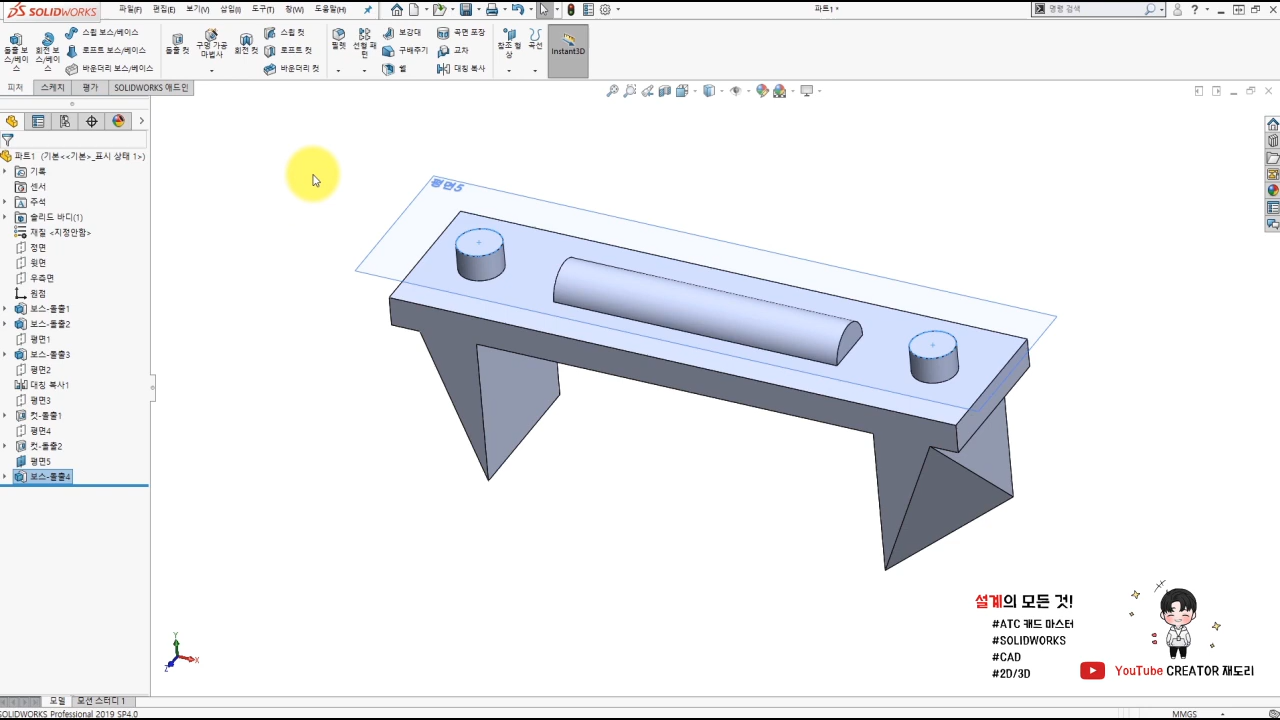 SOLIDWORKS
파일(F) 편집(E) 보기(V) 삽입(I) 도구(T) 창(W) 도움말(H)
파트1 *
명령 검색
돌출 보스/베이스
회전 보스/베이스
스윕 보스/베이스
로프트 보스/베이스
바운더리 보스/베이스
돌출 컷
구멍 가공 마법사
회전 컷
스윕 컷
로프트 컷
바운더리 컷
필렛
선형 패턴
보강대
구배주기
쉘
곡면 포장
교차
대칭 복사
참조 형상
곡선
Instant3D
피처 스케치 평가 SOLIDWORKS 애드인
파트1 (기본<<기본>_표시 상태 1>)
기록
센서
주석
솔리드 바디(1)
재질 <지정안함>
정면
윗면
우측면
원점
보스-돌출1
보스-돌출2
평면1
보스-돌출3
평면2
대칭 복사1
평면3
컷-돌출1
평면4
컷-돌출2
평면5
보스-돌출4
평면5
Y
X
Z
설계의 모든 것!
#ATC 캐드 마스터
#SOLIDWORKS
#CAD
#2D/3D
YouTube CREATOR 재도리
모델 모션 스터디 1
SOLIDWORKS Professional 2019 SP4.0
MMGS